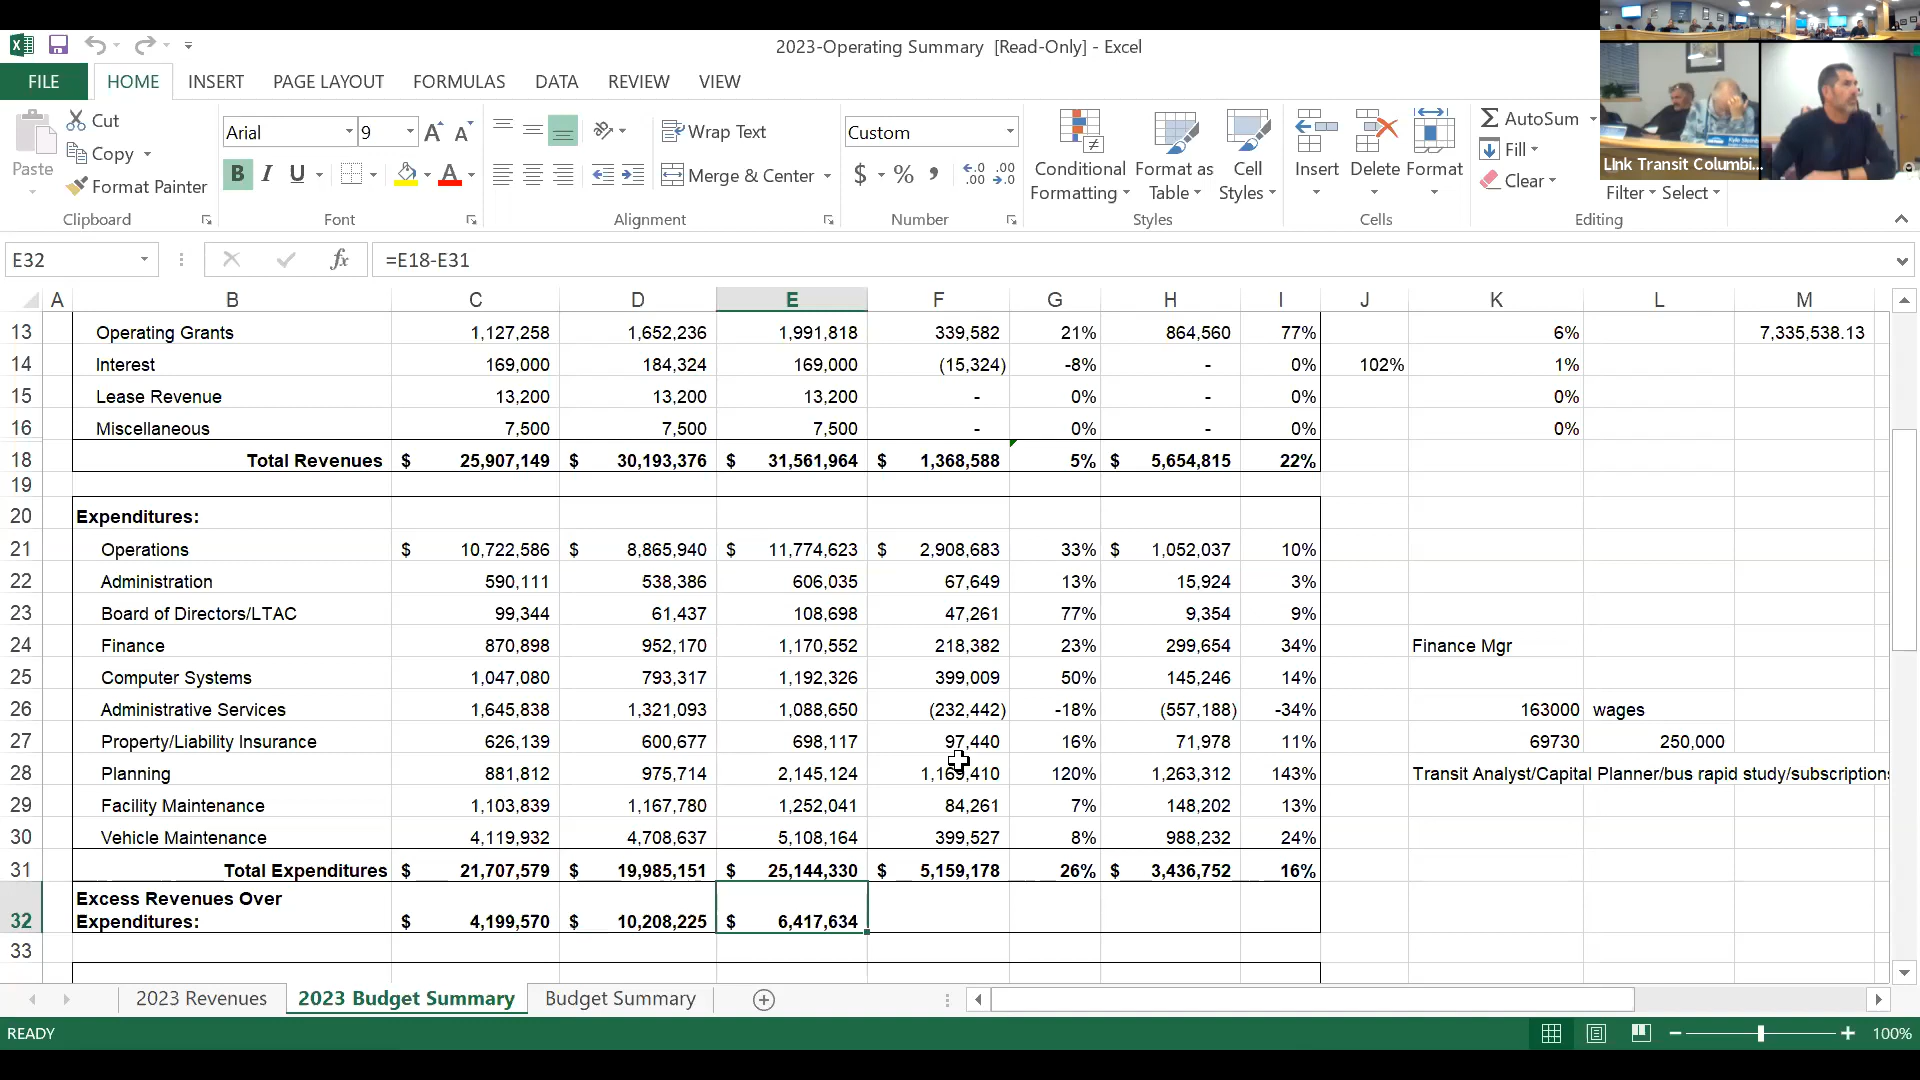 2023-Operating Summary [Read-Only] - Excel
FILE HOME INSERT PAGE LAYOUT FORMULAS DATA REVIEW VIEW
Cut
Copy
Format Painter
Paste
Clipboard
Arial 9
B I U
Font
Wrap Text
Merge & Center
Alignment
Custom
$ % ,
Number
Conditional Formatting
Format as Table
Cell Styles
Styles
Insert Delete Format
Cells
AutoSum
Fill
Clear
Filter Select
Editing
LInk Transit Columbi...
E32 fx =E18-E31
A B C D E F G H I J K L M
13 Operating Grants 1,127,258 1,652,236 1,991,818 339,582 21% 864,560 77% 6% 7,335,538.13
14 Interest 169,000 184,324 169,000 (15,324) -8% - 0% 102% 1%
15 Lease Revenue 13,200 13,200 13,200 - 0% - 0% 0%
16 Miscellaneous 7,500 7,500 7,500 - 0% - 0% 0%
18 Total Revenues $ 25,907,149 $ 30,193,376 $ 31,561,964 $ 1,368,588 5% $ 5,654,815 22%
19
20 Expenditures:
21 Operations $ 10,722,586 $ 8,865,940 $ 11,774,623 $ 2,908,683 33% $ 1,052,037 10%
22 Administration 590,111 538,386 606,035 67,649 13% 15,924 3%
23 Board of Directors/LTAC 99,344 61,437 108,698 47,261 77% 9,354 9%
24 Finance 870,898 952,170 1,170,552 218,382 23% 299,654 34% Finance Mgr
25 Computer Systems 1,047,080 793,317 1,192,326 399,009 50% 145,246 14%
26 Administrative Services 1,645,838 1,321,093 1,088,650 (232,442) -18% (557,188) -34% 163000 wages
27 Property/Liability Insurance 626,139 600,677 698,117 97,440 16% 71,978 11% 69730 250,000
28 Planning 881,812 975,714 2,145,124 1,169,410 120% 1,263,312 143% Transit Analyst/Capital Planner/bus rapid study/subscriptions
29 Facility Maintenance 1,103,839 1,167,780 1,252,041 84,261 7% 148,202 13%
30 Vehicle Maintenance 4,119,932 4,708,637 5,108,164 399,527 8% 988,232 24%
31 Total Expenditures $ 21,707,579 $ 19,985,151 $ 25,144,330 $ 5,159,178 26% $ 3,436,752 16%
Excess Revenues Over
32 Expenditures: $ 4,199,570 $ 10,208,225 $ 6,417,634
33
2023 Revenues 2023 Budget Summary Budget Summary
READY 100%